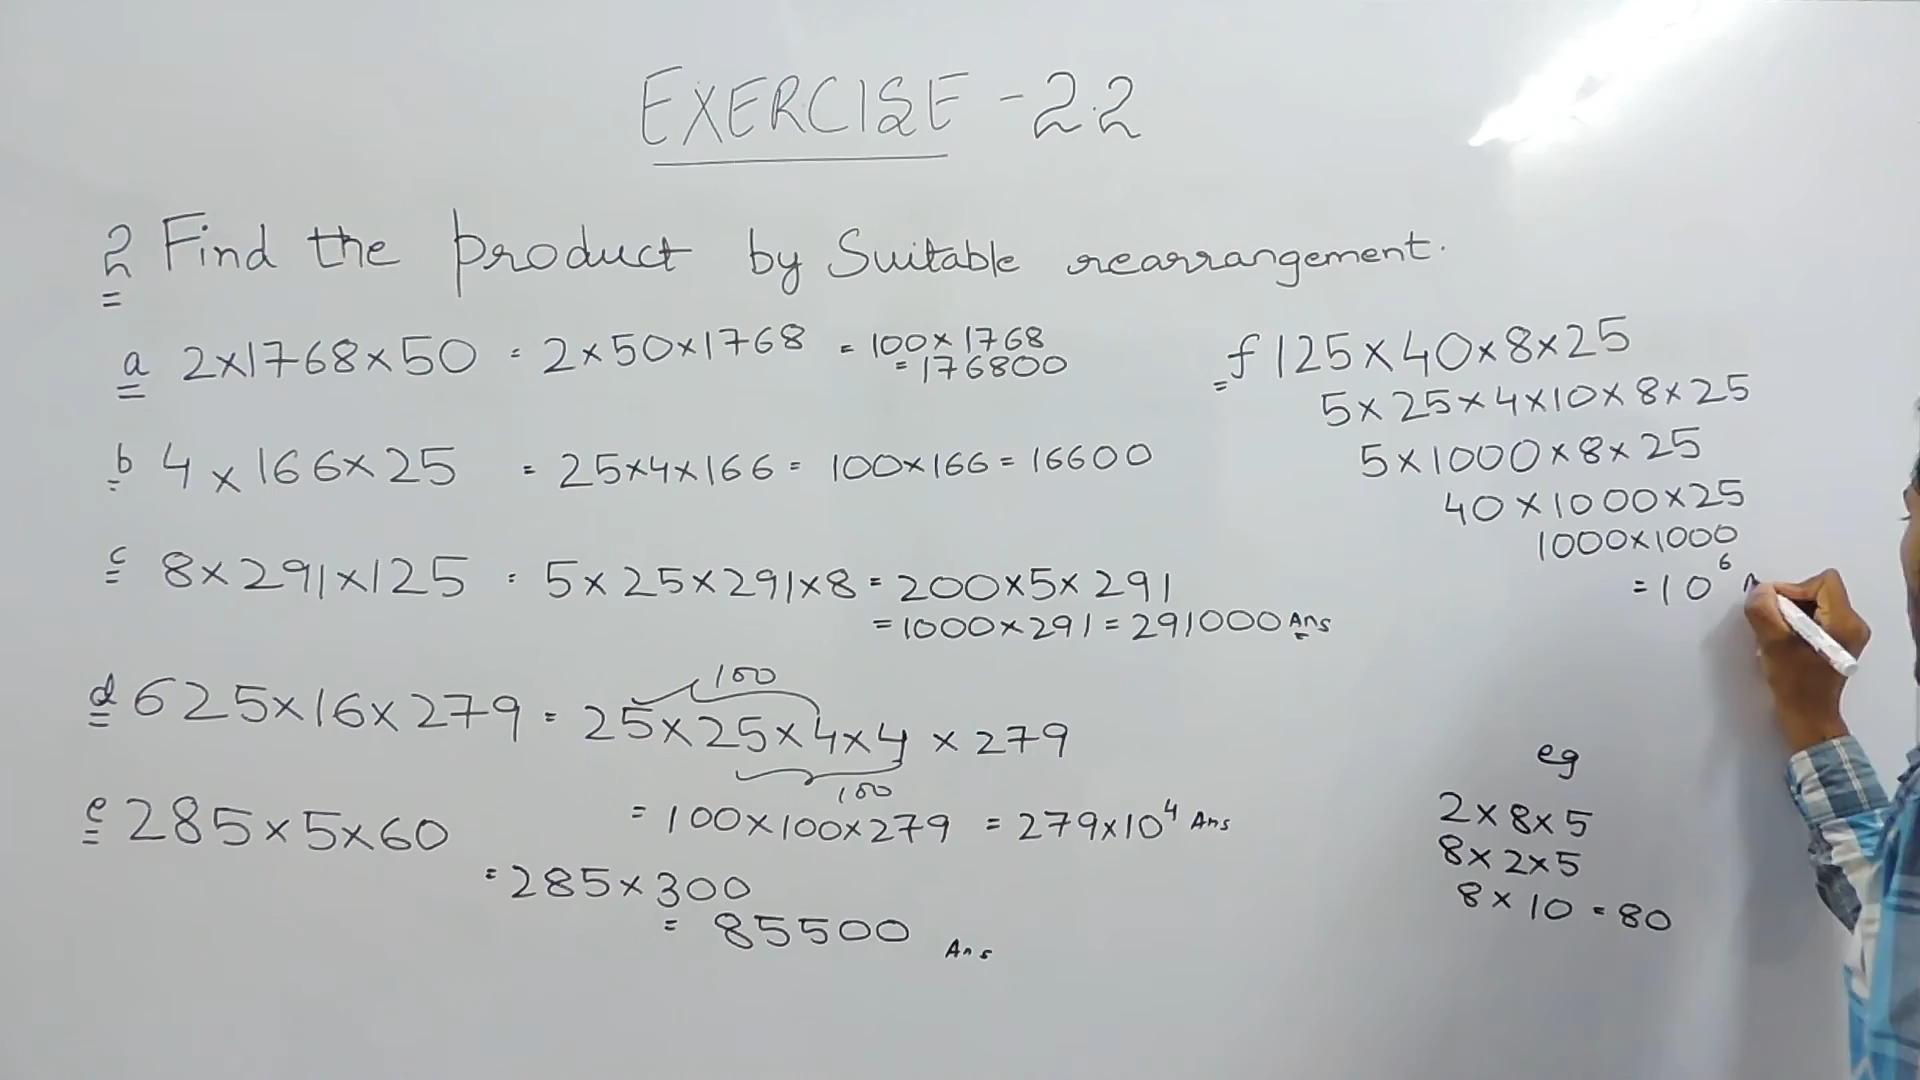 EXERCISE - 2.2
2 Find the product by Suitable rearrangement.
a 2×1768×50 = 2×50×1768 = 100×1768
= 176800
b 4×166×25 = 25×4×166 = 100×166 = 16600
c 8×291×125 = 5×25×291×8 = 200×5×291
= 1000×291 = 291000 Ans
100
d 625×16×279 = 25×25×4×4×279
100
= 100×100×279 = 279×10⁴ Ans
e 285×5×60
= 285×300
= 85500 Ans
f 125×40×8×25
5×25×4×10×8×25
5×1000×8×25
40×1000×25
1000×1000
= 10⁶
eg
2×8×5
8×2×5
8×10 = 80